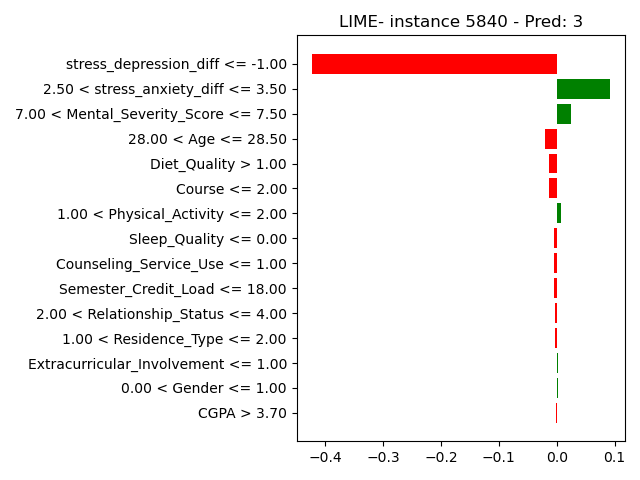 LIME- instance 5840 - Pred: 3
stress_depression_diff <= -1.00
2.50 < stress_anxiety_diff <= 3.50
7.00 < Mental_Severity_Score <= 7.50
28.00 < Age <= 28.50
Diet_Quality > 1.00
Course <= 2.00
1.00 < Physical_Activity <= 2.00
Sleep_Quality <= 0.00
Counseling_Service_Use <= 1.00
Semester_Credit_Load <= 18.00
2.00 < Relationship_Status <= 4.00
1.00 < Residence_Type <= 2.00
Extracurricular_Involvement <= 1.00
0.00 < Gender <= 1.00
CGPA > 3.70
−0.4 −0.3 −0.2 −0.1 0.0 0.1